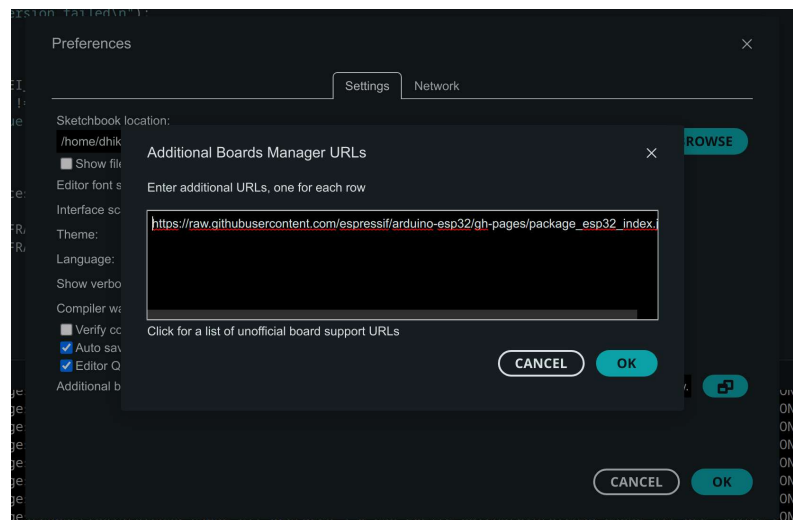 ersion failed\n");
Preferences
Settings
Network
Sketchbook location:
/home/dhik
BROWSE
Show file
Editor font s
Interface sc
Theme:
Language:
Show verbo
Compiler wa
Verify co
Auto sav
Editor Q
Additional b
Additional Boards Manager URLs
Enter additional URLs, one for each row
https://raw.githubusercontent.com/espressif/arduino-esp32/gh-pages/package_esp32_index.j
Click for a list of unofficial board support URLs
CANCEL
OK
CANCEL
OK